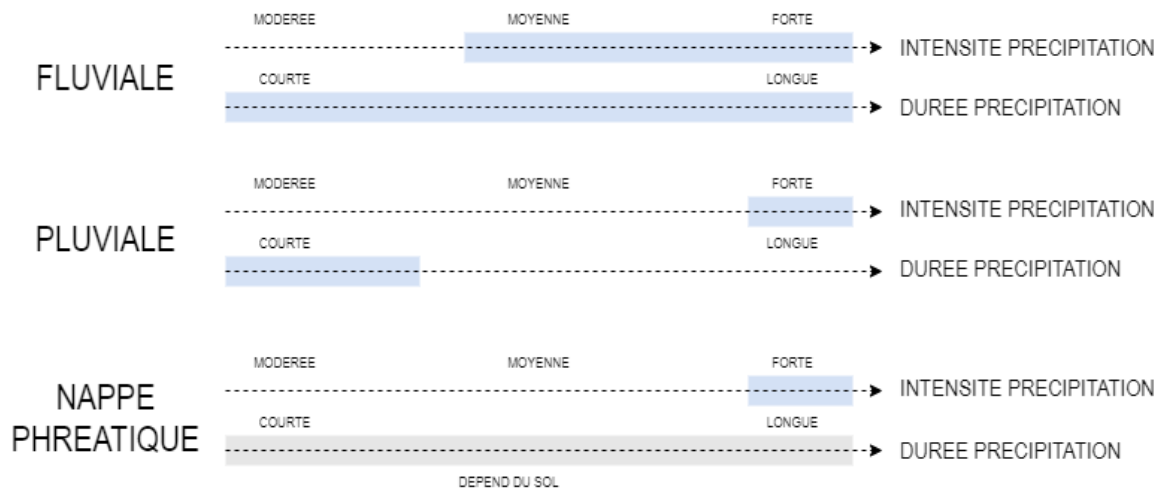 MODEREE MOYENNE FORTE
INTENSITE PRECIPITATION
FLUVIALE
COURTE LONGUE
DUREE PRECIPITATION
MODEREE MOYENNE FORTE
INTENSITE PRECIPITATION
PLUVIALE
COURTE LONGUE
DUREE PRECIPITATION
MODEREE MOYENNE FORTE
INTENSITE PRECIPITATION
NAPPE
PHREATIQUE
COURTE LONGUE
DUREE PRECIPITATION
DEPEND DU SOL